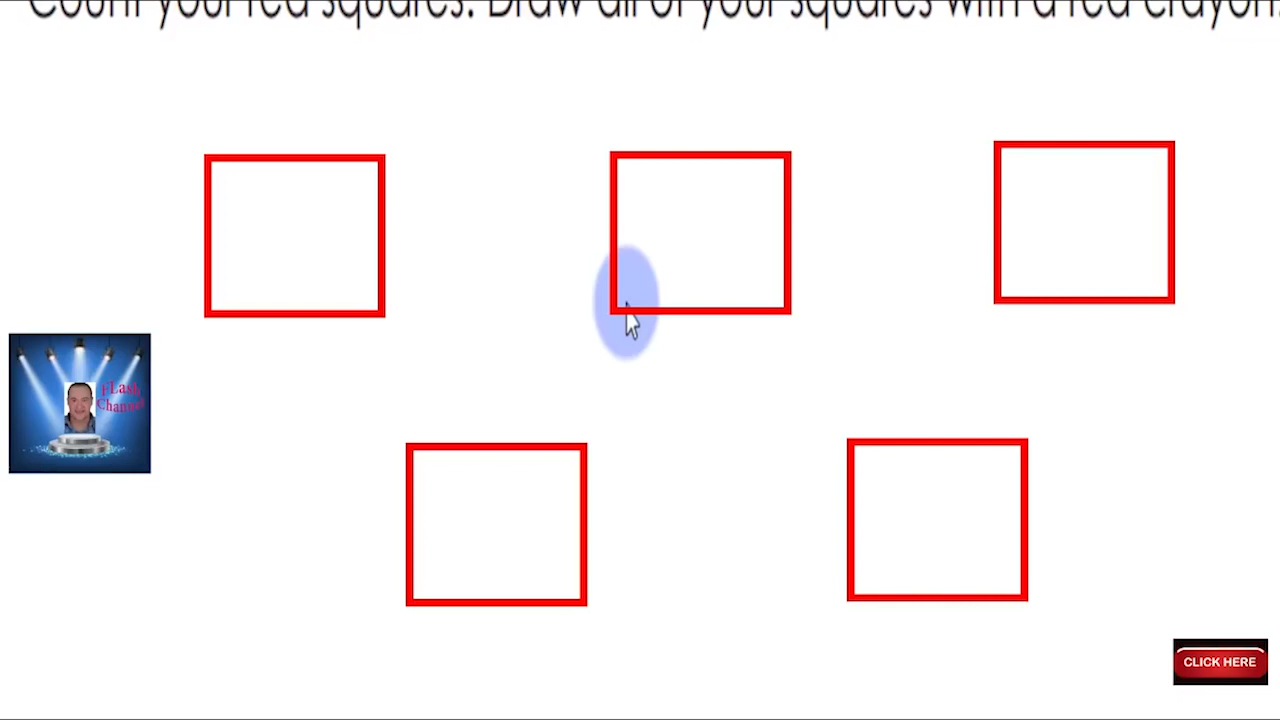 Count your red squares. Draw all of your squares with a red crayon.
FLash
Channel
CLICK HERE